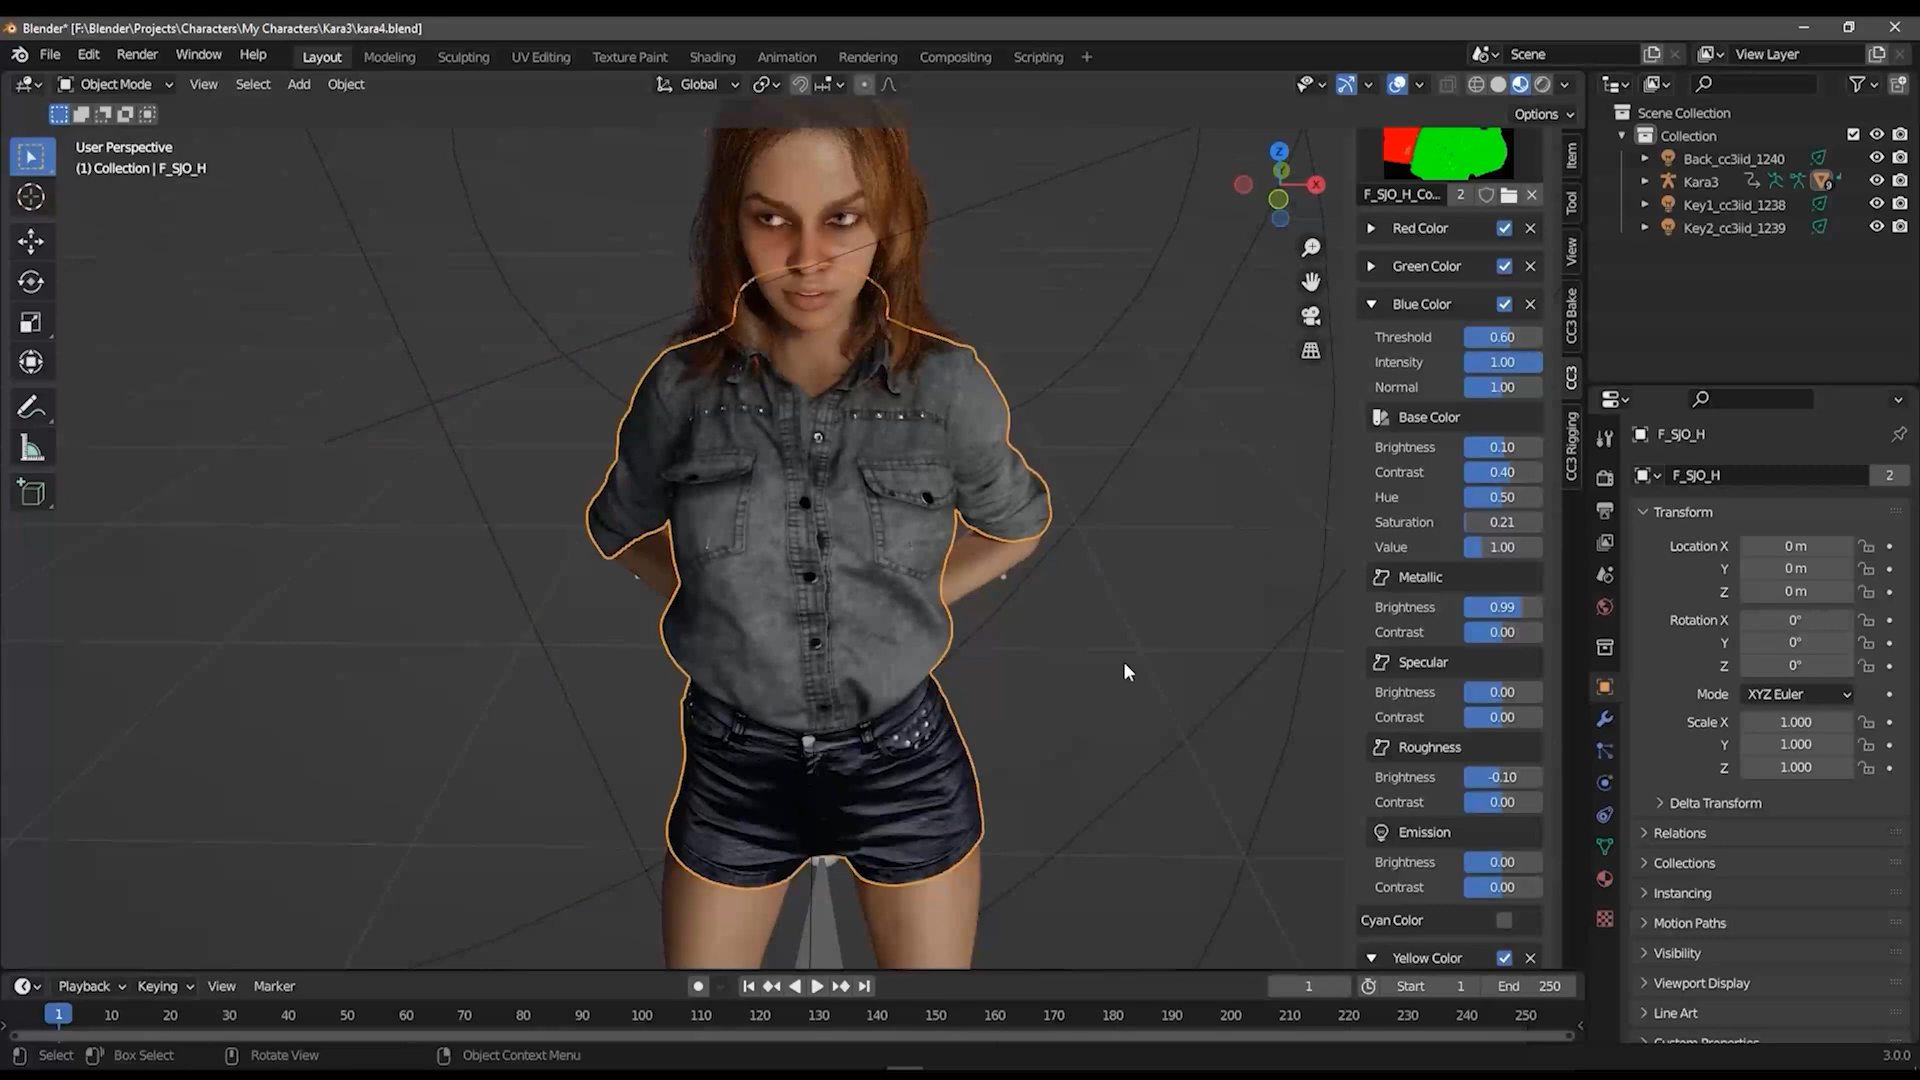 Blender* [F:\Blender\Projects\Characters\My Characters\Kara3\kara4.blend]
File Edit Render Window Help Layout Modeling Sculpting UV Editing Texture Paint Shading Animation Rendering Compositing Scripting + Scene View Layer
Object Mode View Select Add Object Global
Options
User Perspective
(1) Collection | F_SJO_H
Z
Y
X
F_SJO_H_Co... 2
Red Color
Green Color
Blue Color
Threshold 0.60
Intensity 1.00
Normal 1.00
Base Color
Brightness 0.10
Contrast 0.40
Hue 0.50
Saturation 0.21
Value 1.00
Metallic
Brightness 0.99
Contrast 0.00
Specular
Brightness 0.00
Contrast 0.00
Roughness
Brightness -0.10
Contrast 0.00
Emission
Brightness 0.00
Contrast 0.00
Cyan Color
Yellow Color
Item
Tool
View
CC3 Bake
CC3
CC3 Rigging
Scene Collection
Collection
Back_cc3iid_1240
Kara3 9
Key1_cc3iid_1238
Key2_cc3iid_1239
F_SJO_H
F_SJO_H 2
Transform
Location X 0 m
Y 0 m
Z 0 m
Rotation X 0°
Y 0°
Z 0°
Mode XYZ Euler
Scale X 1.000
Y 1.000
Z 1.000
Delta Transform
Relations
Collections
Instancing
Motion Paths
Visibility
Viewport Display
Line Art
Custom Properties
Playback Keying View Marker 1 Start 1 End 250
1 10 20 30 40 50 60 70 80 90 100 110 120 130 140 150 160 170 180 190 200 210 220 230 240 250
Select Box Select Rotate View Object Context Menu 3.0.0